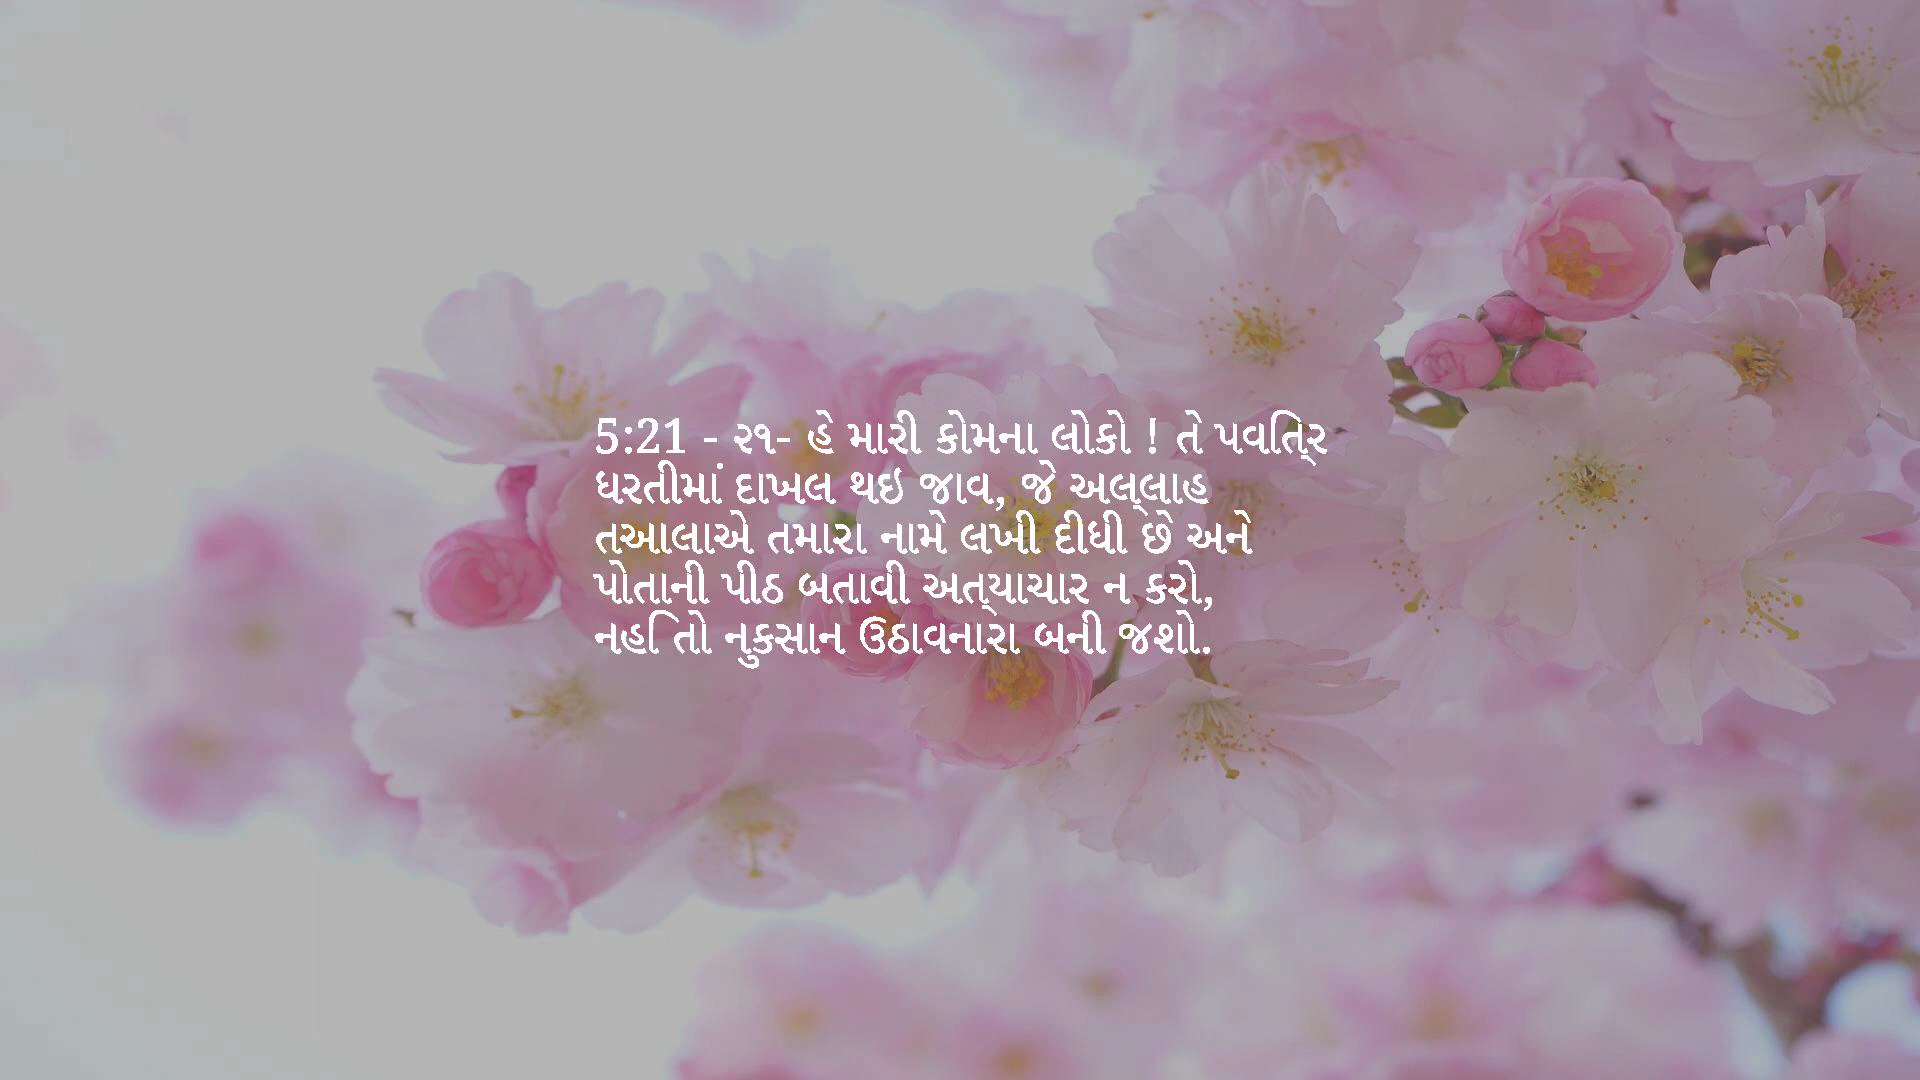 5:21 - ૨૧- હે મારી કોમના લોકો ! તે પવિત્ર
ધરતીમાં દાખલ થઇ જાવ, જે અલ્લાહ
તઆલાએ તમારા નામે લખી દીધી છે અને
પોતાની પીઠ બતાવી અત્યાચાર ન કરો,
નહિતો નુકસાન ઉઠાવનારા બની જશો.